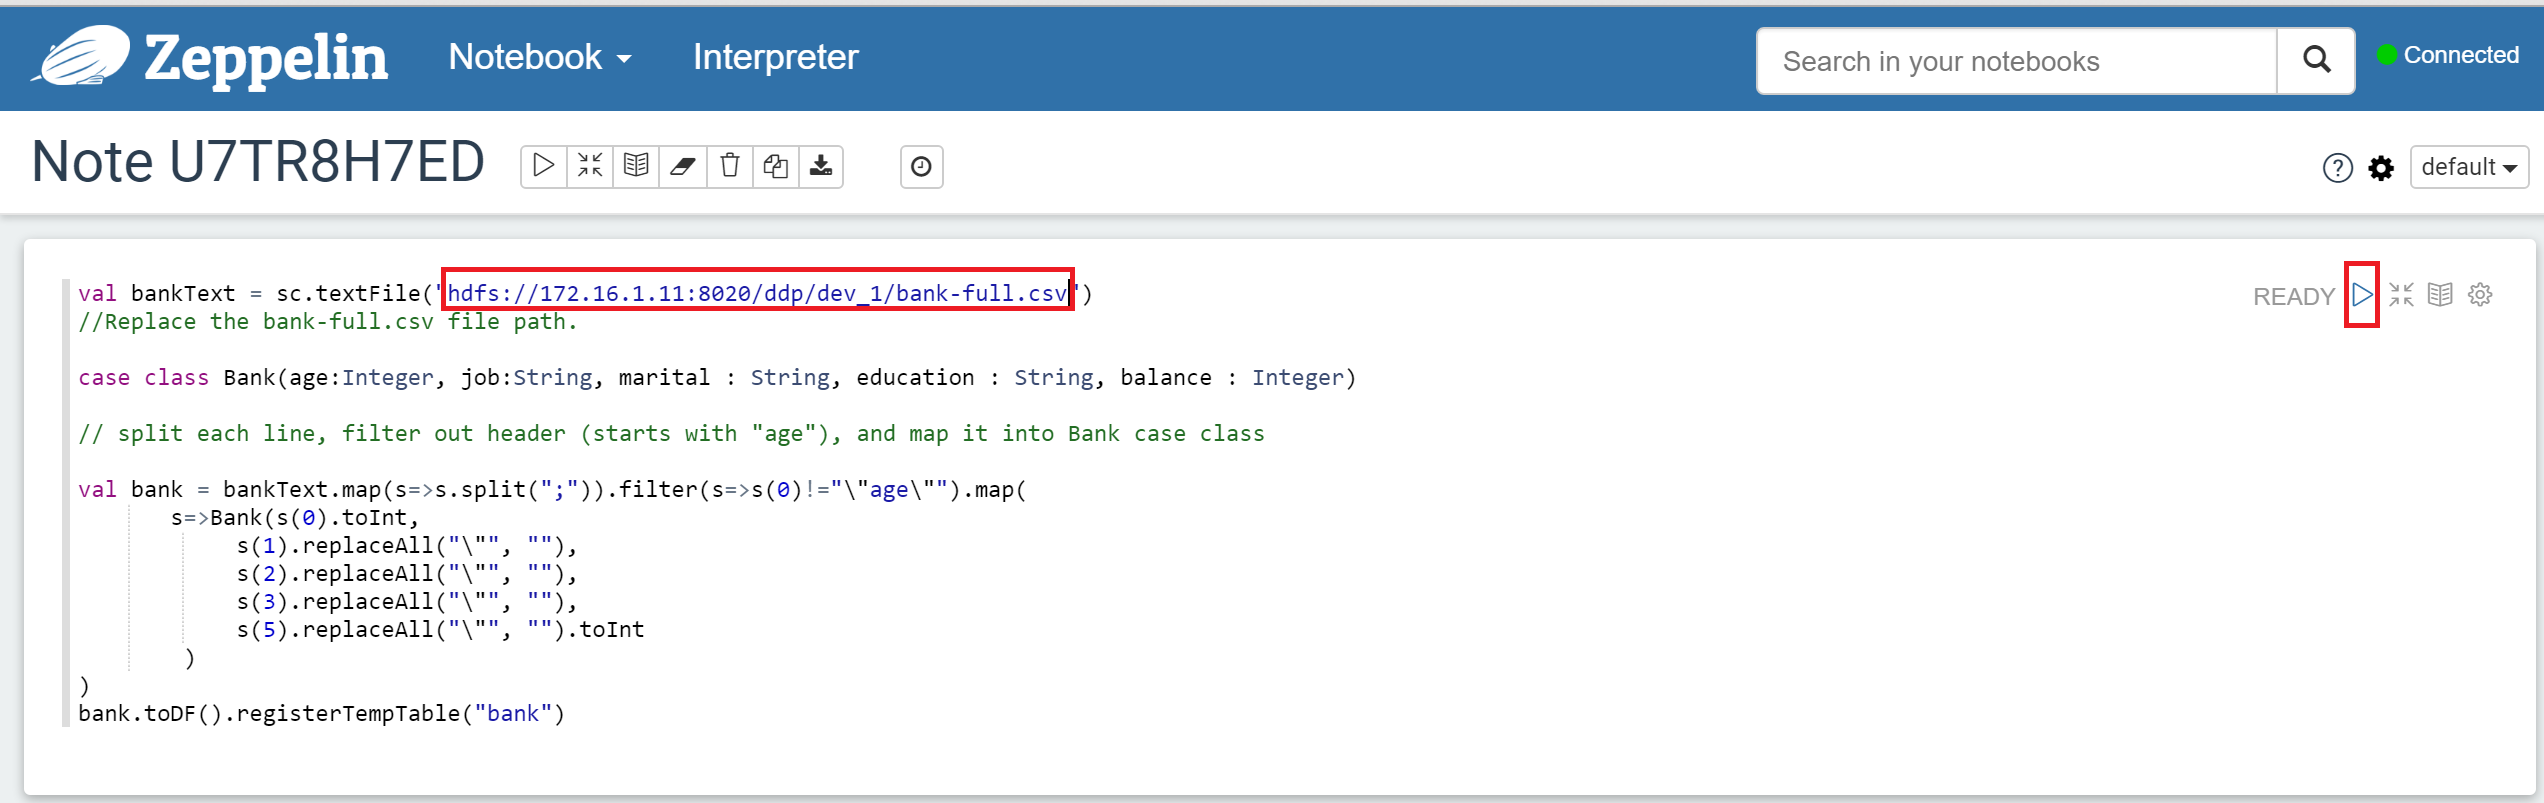 Zeppelin Notebook Interpreter Search in your notebooks Connected
Note U7TR8H7ED default
val bankText = sc.textFile("hdfs://172.16.1.11:8020/ddp/dev_1/bank-full.csv") READY
//Replace the bank-full.csv file path.
case class Bank(age:Integer, job:String, marital : String, education : String, balance : Integer)
// split each line, filter out header (starts with "age"), and map it into Bank case class
val bank = bankText.map(s=>s.split(";")).filter(s=>s(0)!="\"age\"").map(
s=>Bank(s(0).toInt,
s(1).replaceAll("\"", ""),
s(2).replaceAll("\"", ""),
s(3).replaceAll("\"", ""),
s(5).replaceAll("\"", "").toInt
)
)
bank.toDF().registerTempTable("bank")